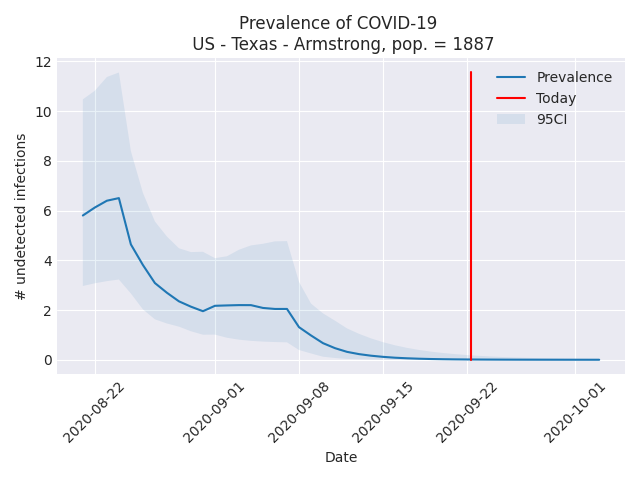 Prevalence of COVID-19
US - Texas - Armstrong, pop. = 1887
# undetected infections
12
10
8
6
4
2
0
Prevalence
Today
95CI
2020-08-22
2020-09-01
2020-09-08
2020-09-15
2020-09-22
2020-10-01
Date